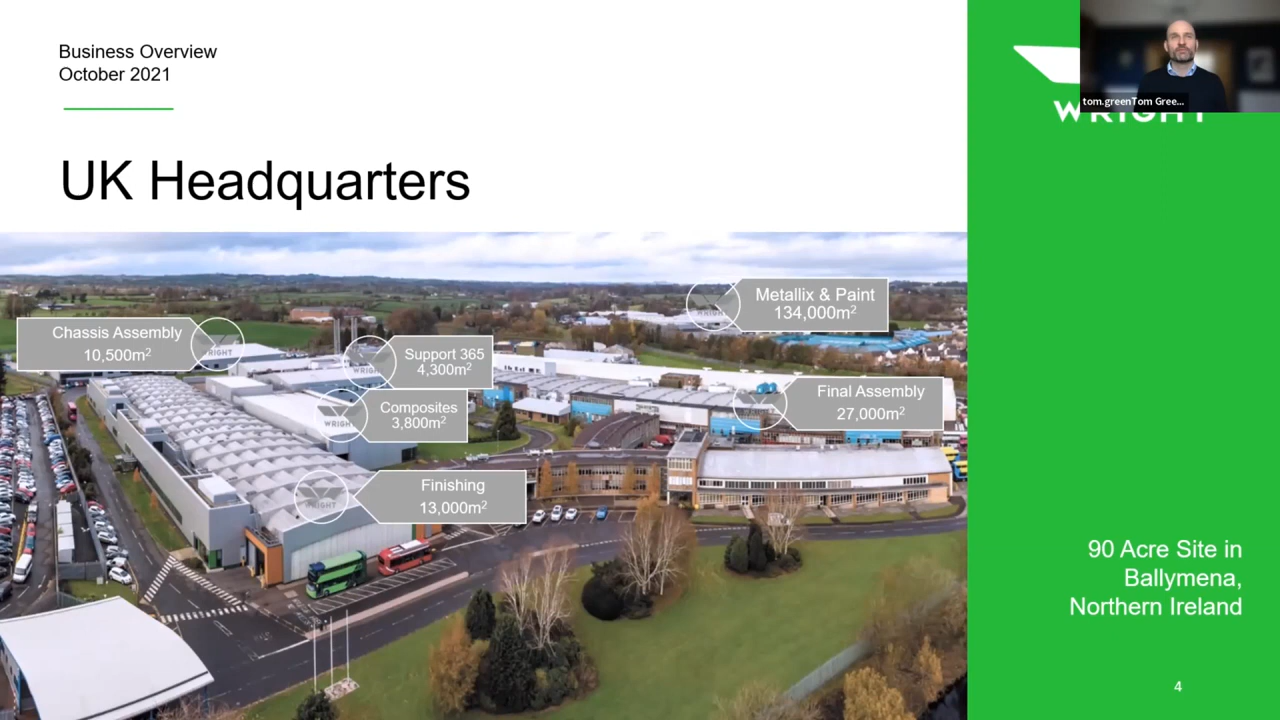 Business Overview
October 2021
tom.greenTom Gree...
WRIGHT
UK Headquarters
Metallix & Paint
134,000m²
Chassis Assembly
10,500m²
WRIGHT
Support 365
4,300m²
Final Assembly
27,000m²
Composites
3,800m²
WRIGHT
Finishing
13,000m²
90 Acre Site in
Ballymena,
Northern Ireland
4